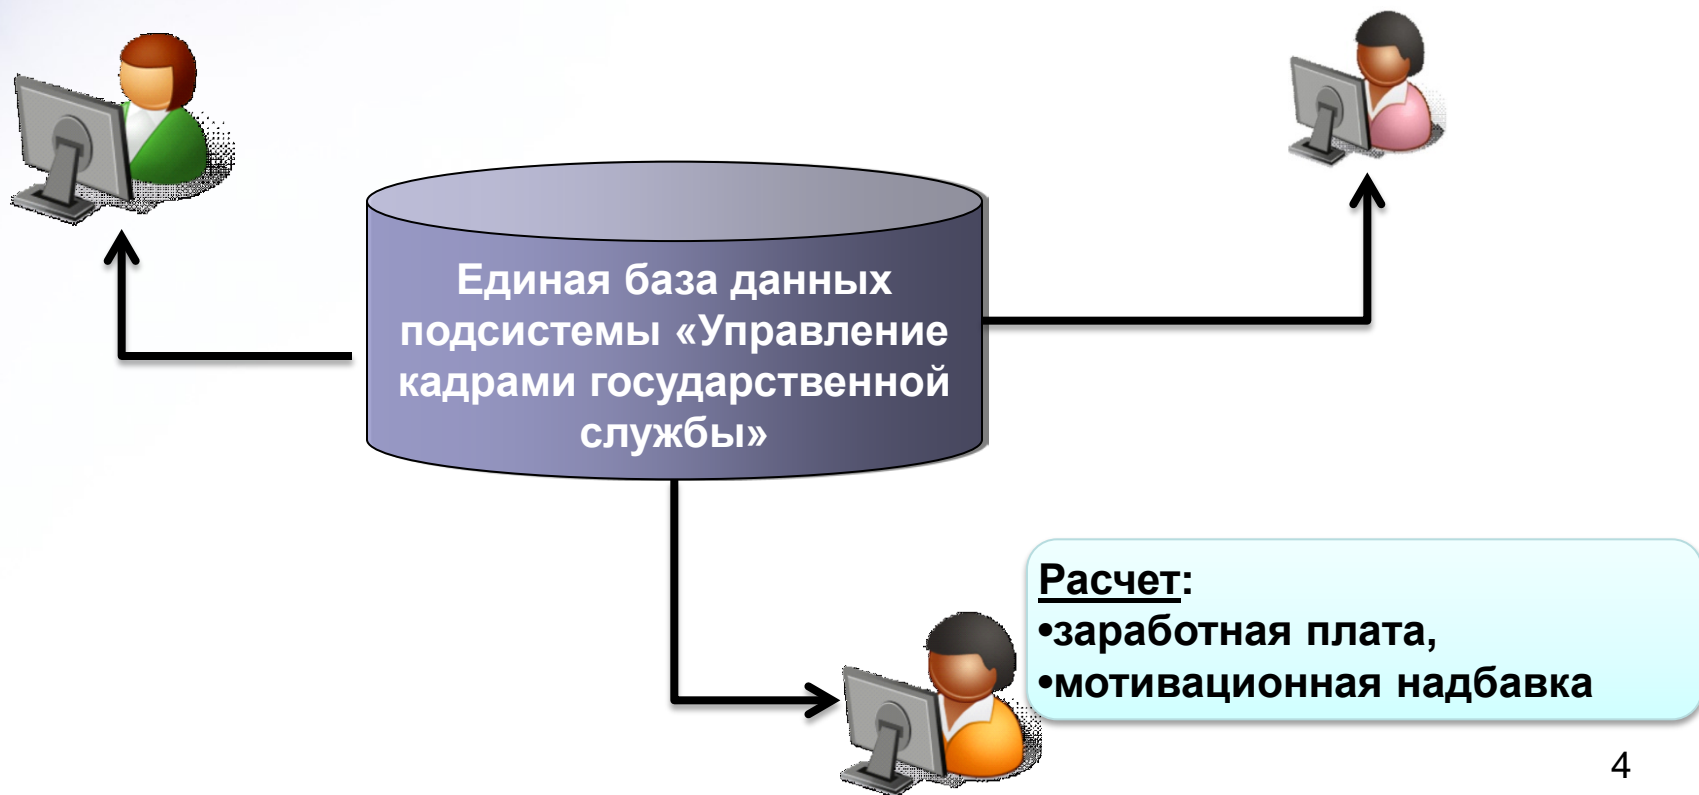 Единая база данных
подсистемы «Управление
кадрами государственной
службы»
Расчет:
•заработная плата,
•мотивационная надбавка
4